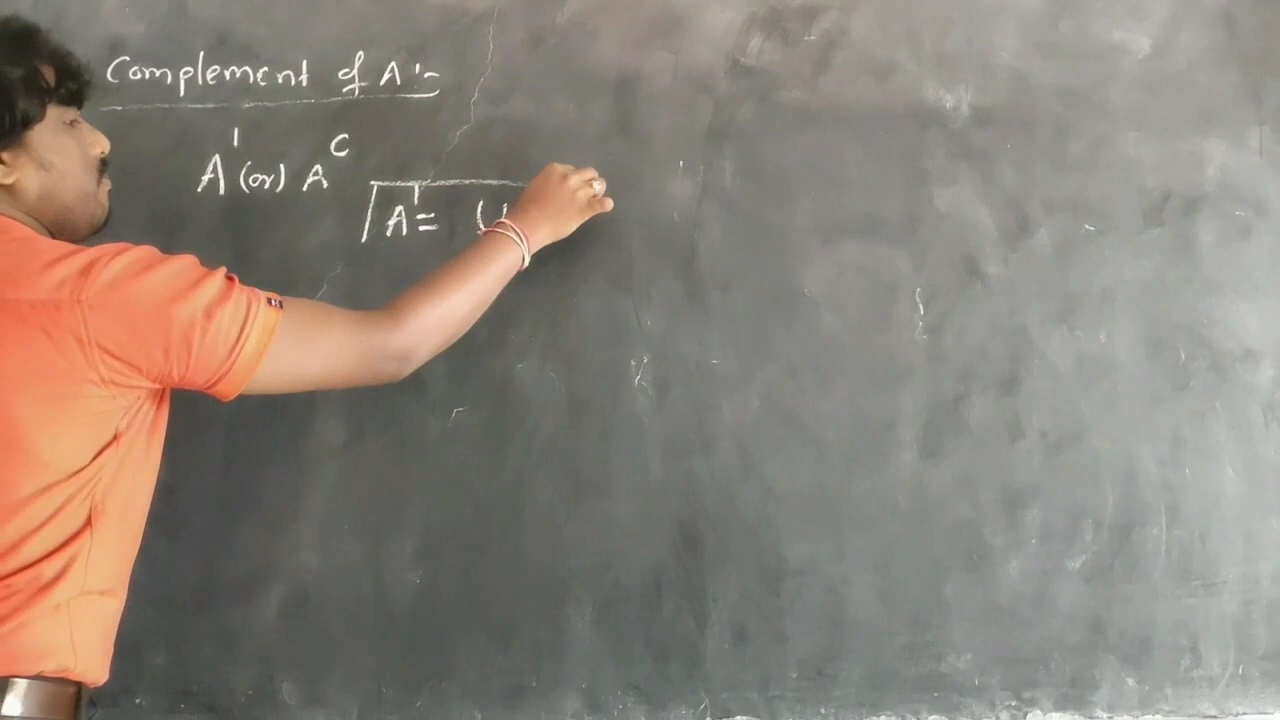 Complement of A :-
A' (or) A^C
A' = U